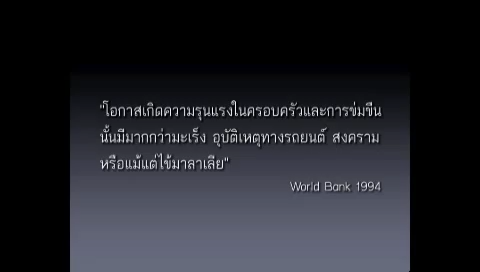 "โอกาสเกิดความรุนแรงในครอบครัวและการข่มขืน
นั้นมีมากกว่ามะเร็ง อุบัติเหตุทางรถยนต์ สงคราม
หรือแม้แต่ไข้มาลาเลีย"
World Bank 1994